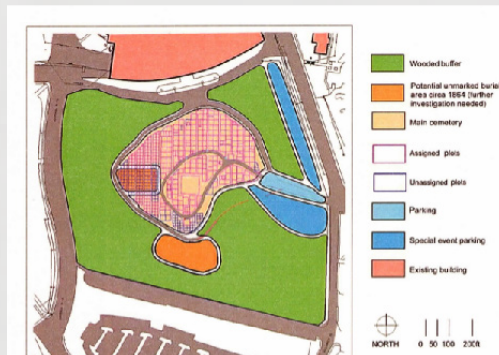 Wooded buffer
Potential unmarked burial
area circa 1864 (further
investigation needed)
Main cemetery
Assigned plots
Unassigned plots
Parking
Special event parking
Existing building
NORTH
0 50 100 200ft